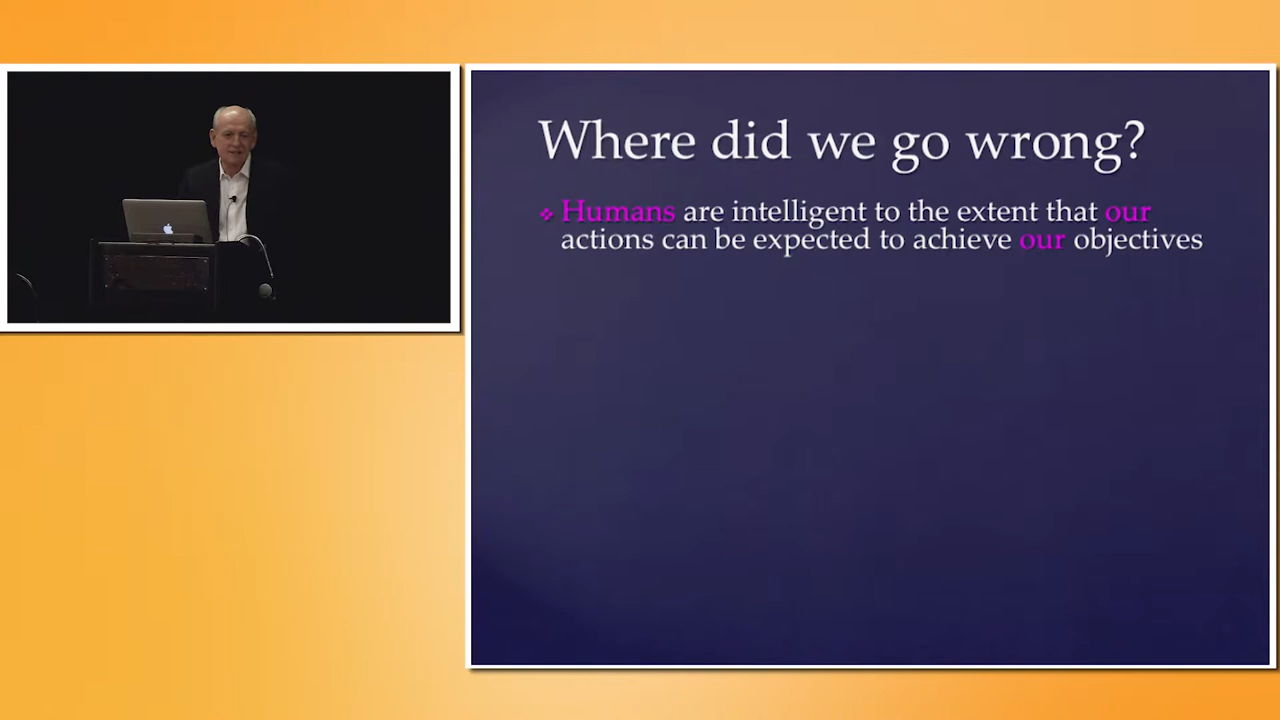 Where did we go wrong?
❖ Humans are intelligent to the extent that our
actions can be expected to achieve our objectives